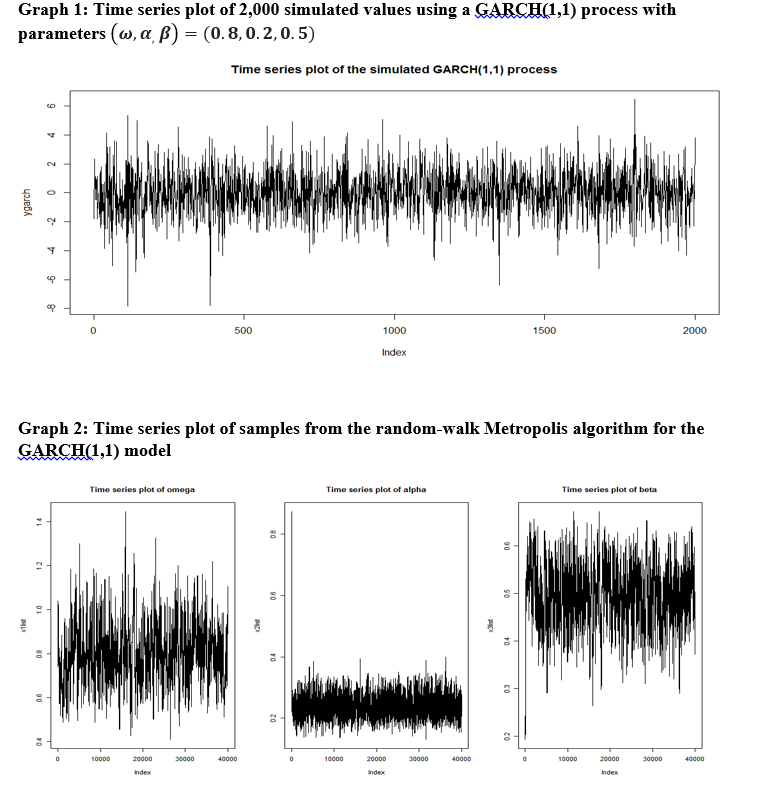 Graph 1: Time series plot of 2,000 simulated values using a GARCH(1,1) process with
parameters (ω, α, β) = (0.8, 0.2, 0.5)
Time series plot of the simulated GARCH(1,1) process
ygarch
6
4
2
0
-2
-4
-6
-8
0 500 1000 1500 2000
Index
Graph 2: Time series plot of samples from the random-walk Metropolis algorithm for the
GARCH(1,1) model
Time series plot of omega
x1list
1.4
1.2
1.0
0.8
0.6
0.4
0 10000 20000 30000 40000
Index
Time series plot of alpha
x2list
0.8
0.6
0.4
0.2
0 10000 20000 30000 40000
Index
Time series plot of beta
x3list
0.6
0.5
0.4
0.3
0.2
0 10000 20000 30000 40000
Index